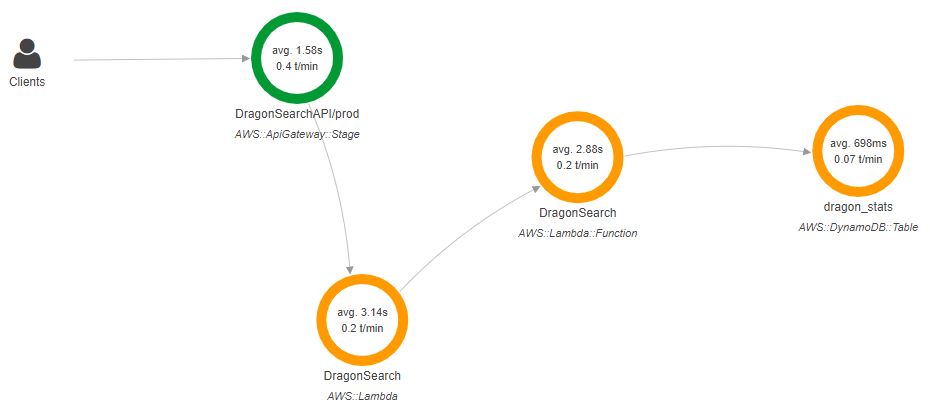 Clients
avg. 1.58s
0.4 t/min
DragonSearchAPI/prod
AWS::ApiGateway::Stage
avg. 3.14s
0.2 t/min
DragonSearch
AWS::Lambda
avg. 2.88s
0.2 t/min
DragonSearch
AWS::Lambda::Function
avg. 698ms
0.07 t/min
dragon_stats
AWS::DynamoDB::Table